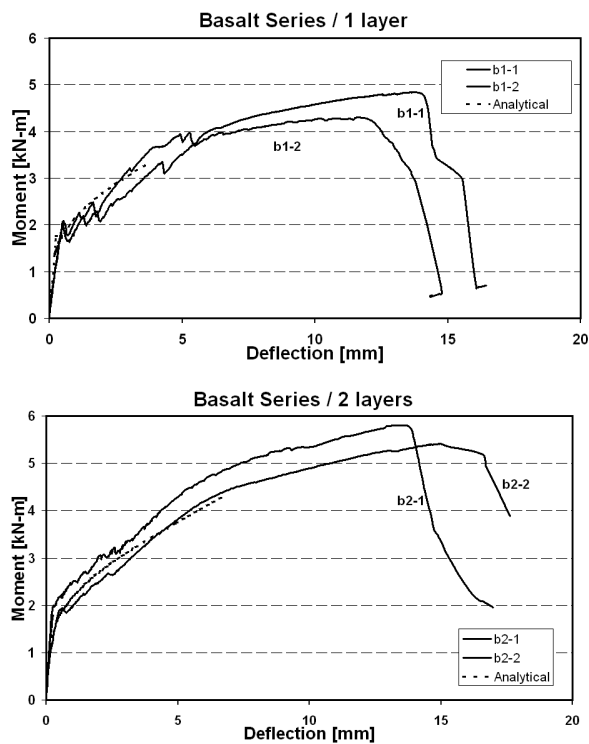 Basalt Series / 1 layer
6
5
4
3
2
1
0
Moment [kN-m]
b1-1
b1-2
Analytical
b1-1
b1-2
0 5 10 15 20
Deflection [mm]
Basalt Series / 2 layers
6
5
4
3
2
1
0
Moment [kN-m]
b2-2
b2-1
b2-1
b2-2
Analytical
0 5 10 15 20
Deflection [mm]